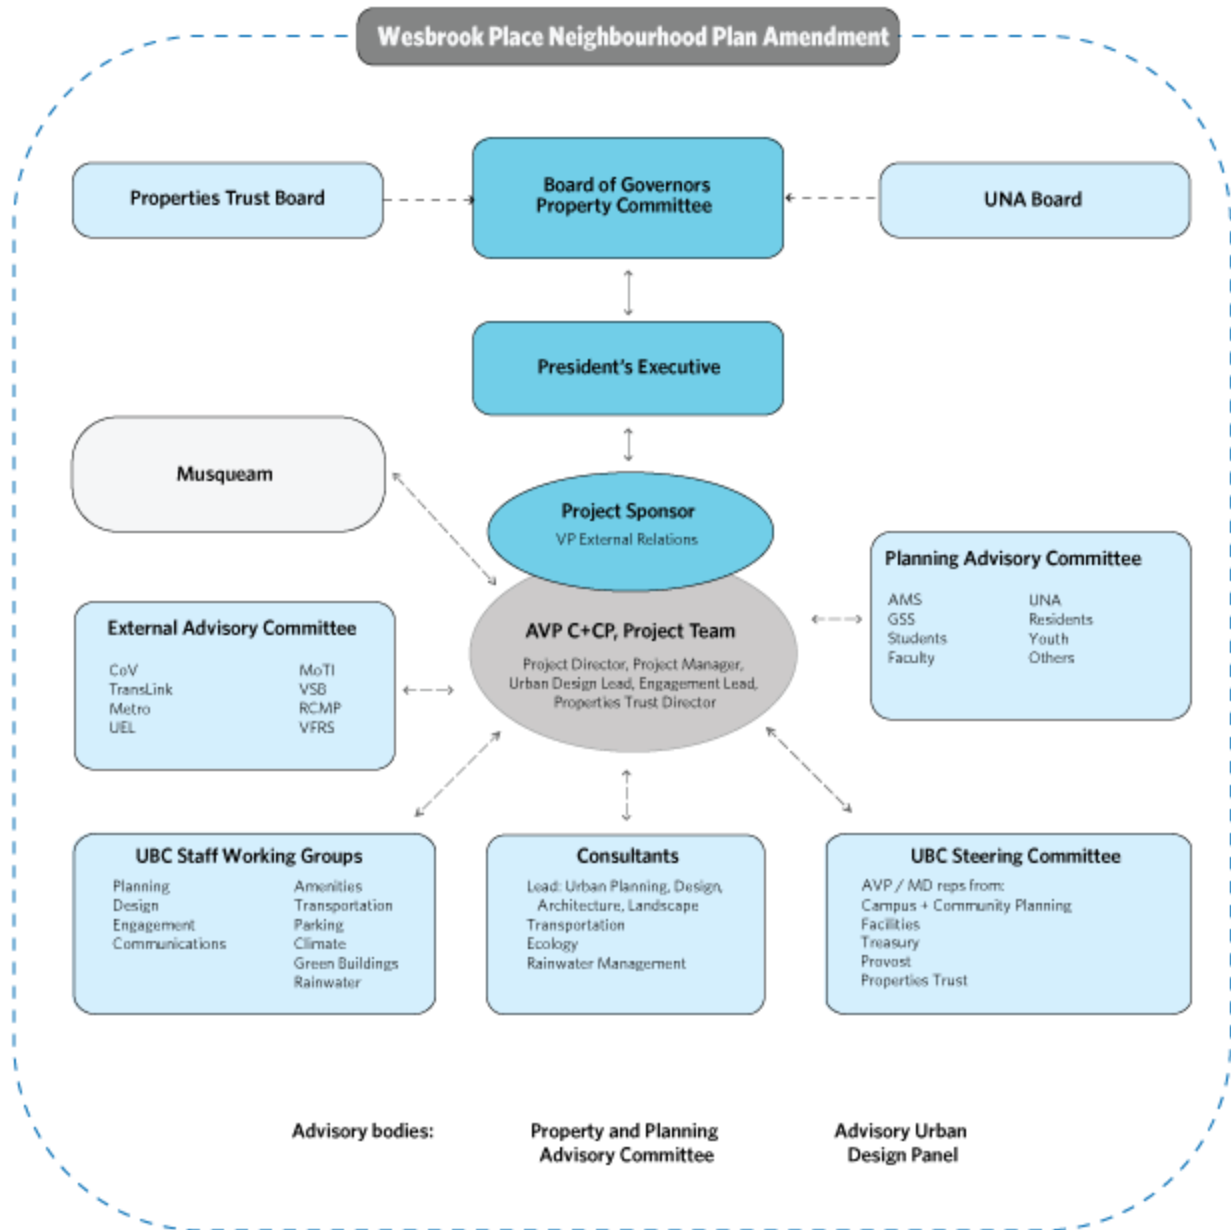 Wesbrook Place Neighbourhood Plan Amendment
Properties Trust Board
Board of Governors
Property Committee
UNA Board
President's Executive
Musqueam
Project Sponsor
VP External Relations
Planning Advisory Committee
AMS
GSS
Students
Faculty
UNA
Residents
Youth
Others
External Advisory Committee
CoV
TransLink
Metro
UEL
MoTI
VSB
RCMP
VFRS
AVP C+CP, Project Team
Project Director, Project Manager,
Urban Design Lead, Engagement Lead,
Properties Trust Director
UBC Staff Working Groups
Planning
Design
Engagement
Communications
Amenities
Transportation
Parking
Climate
Green Buildings
Rainwater
Consultants
Lead: Urban Planning, Design,
Architecture, Landscape
Transportation
Ecology
Rainwater Management
UBC Steering Committee
AVP / MD reps from:
Campus + Community Planning
Facilities
Treasury
Provost
Properties Trust
Advisory bodies:
Property and Planning
Advisory Committee
Advisory Urban
Design Panel